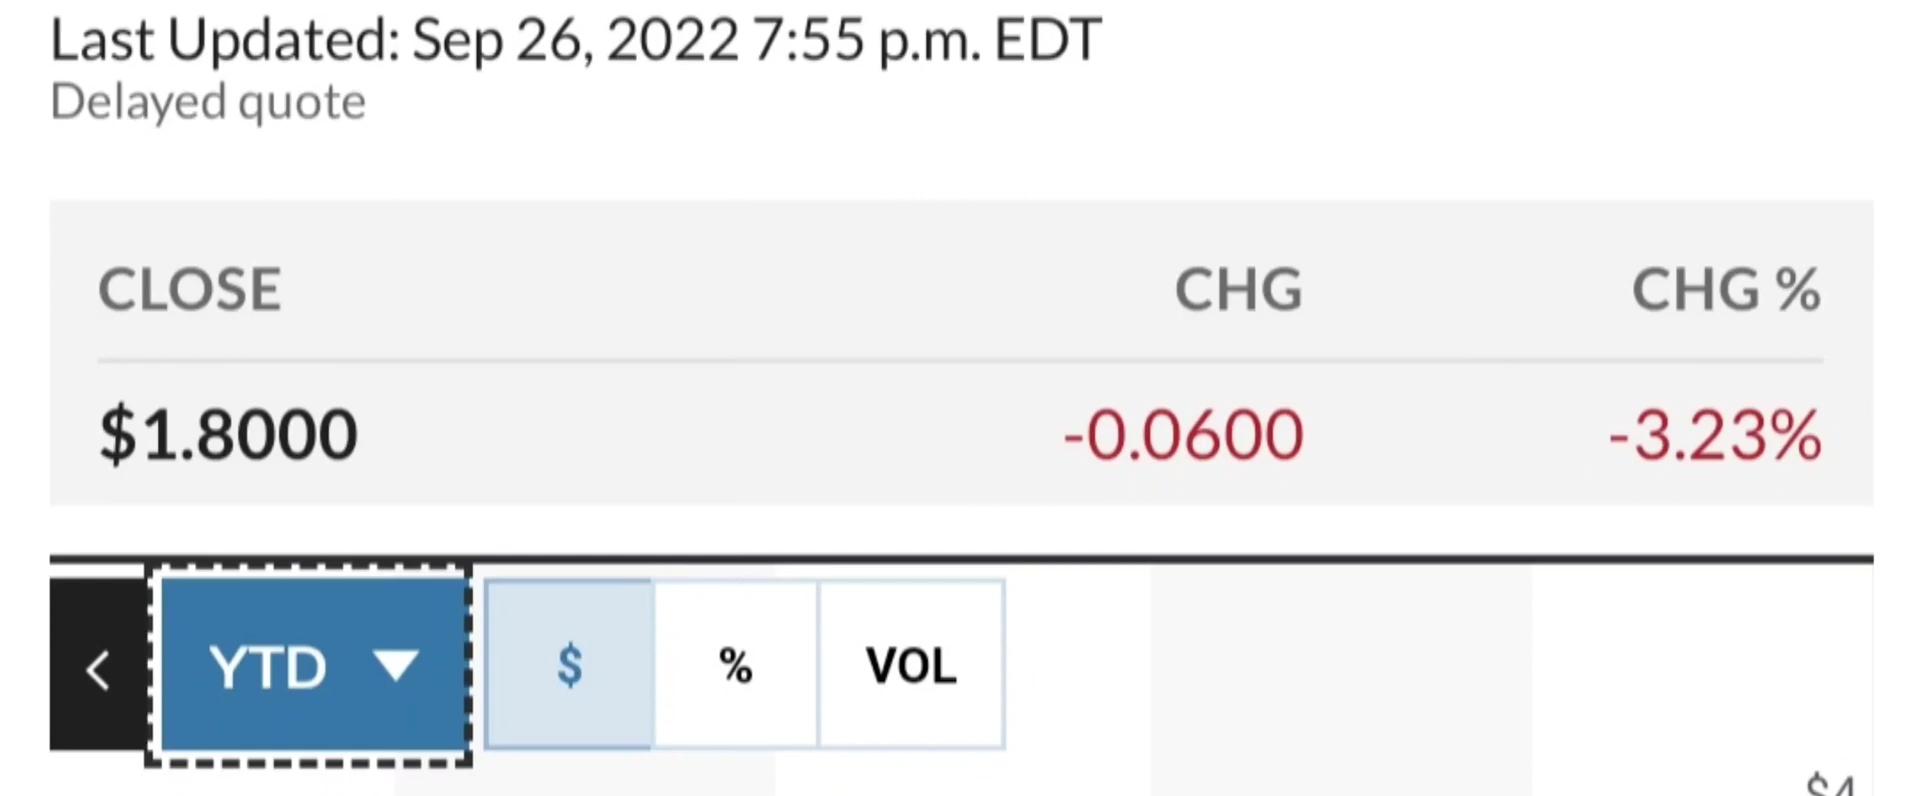 Last Updated: Sep 26, 2022 7:55 p.m. EDT
Delayed quote
CLOSE CHG CHG %
$1.8000 -0.0600 -3.23%
YTD $ % VOL
$4